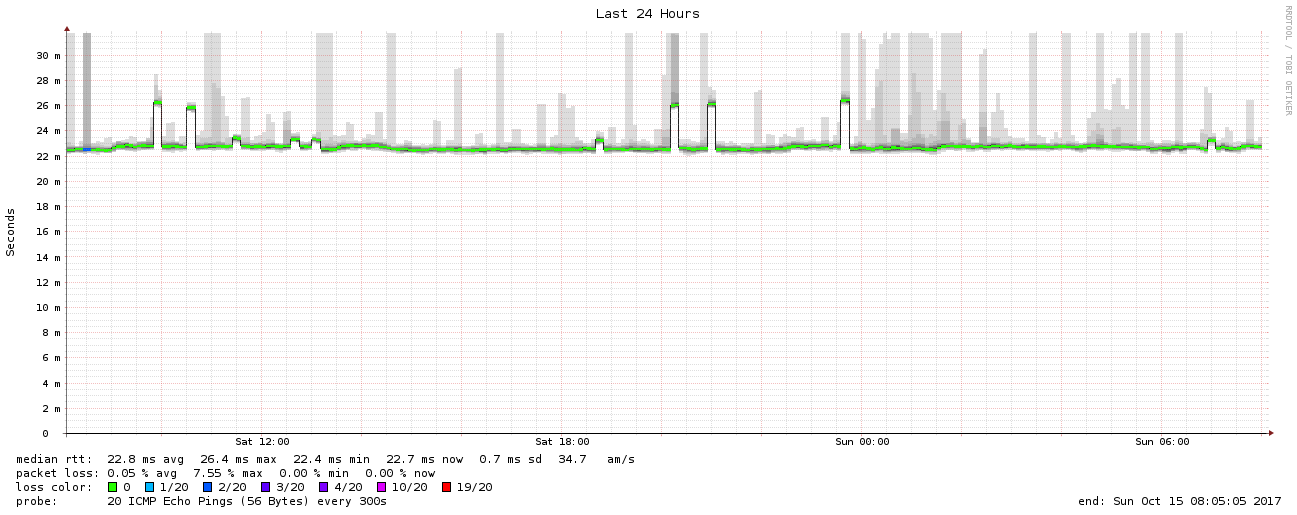 Last 24 Hours
RRDTOOL / TOBI OETIKER
Seconds
30 m
28 m
26 m
24 m
22 m
20 m
18 m
16 m
14 m
12 m
10 m
8 m
6 m
4 m
2 m
0
Sat 12:00 Sat 18:00 Sun 00:00 Sun 06:00
median rtt: 22.8 ms avg 26.4 ms max 22.4 ms min 22.7 ms now 0.7 ms sd 34.7 am/s
packet loss: 0.05 % avg 7.55 % max 0.00 % min 0.00 % now
loss color: 0 1/20 2/20 3/20 4/20 10/20 19/20
probe: 20 ICMP Echo Pings (56 Bytes) every 300s end: Sun Oct 15 08:05:05 2017